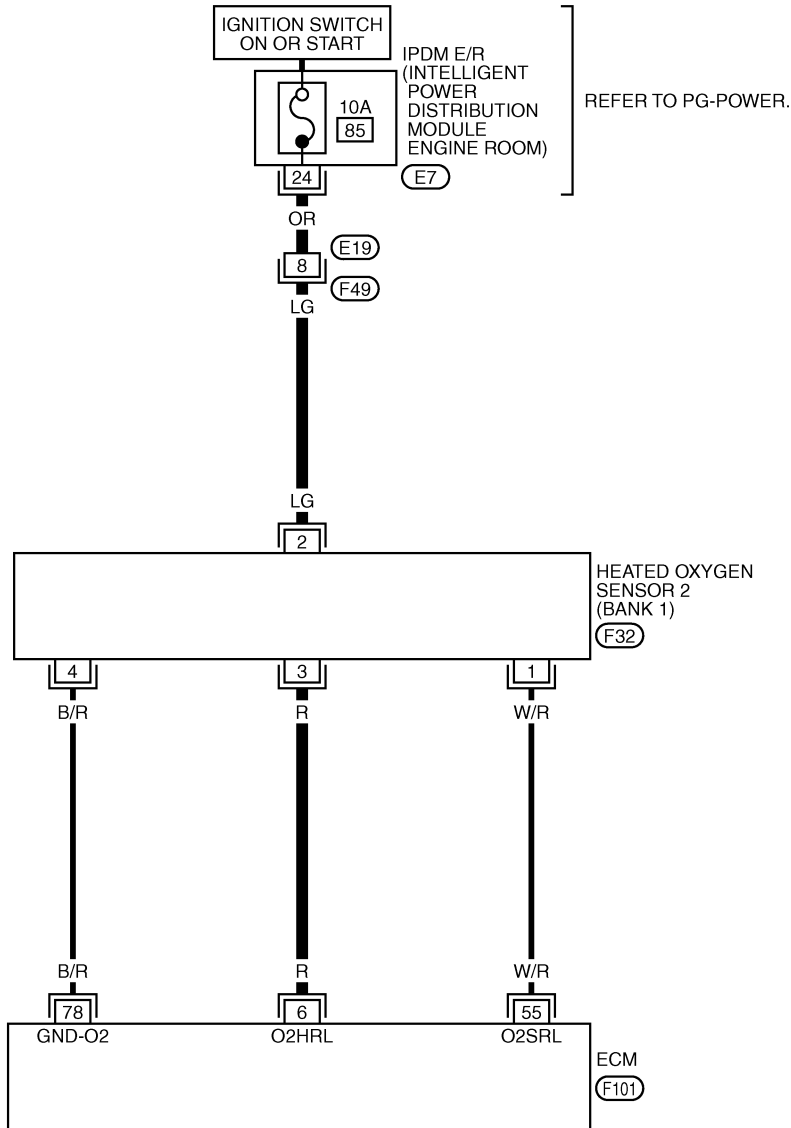 IGNITION SWITCH
ON OR START
IPDM E/R
(INTELLIGENT
POWER
DISTRIBUTION
MODULE
ENGINE ROOM)
10A
85
REFER TO PG-POWER.
24
E7
OR
E19
8
F49
LG
LG
2
HEATED OXYGEN
SENSOR 2
(BANK 1)
F32
4 3 1
B/R R W/R
B/R R W/R
78 6 55
GND-O2 O2HRL O2SRL
ECM
F101